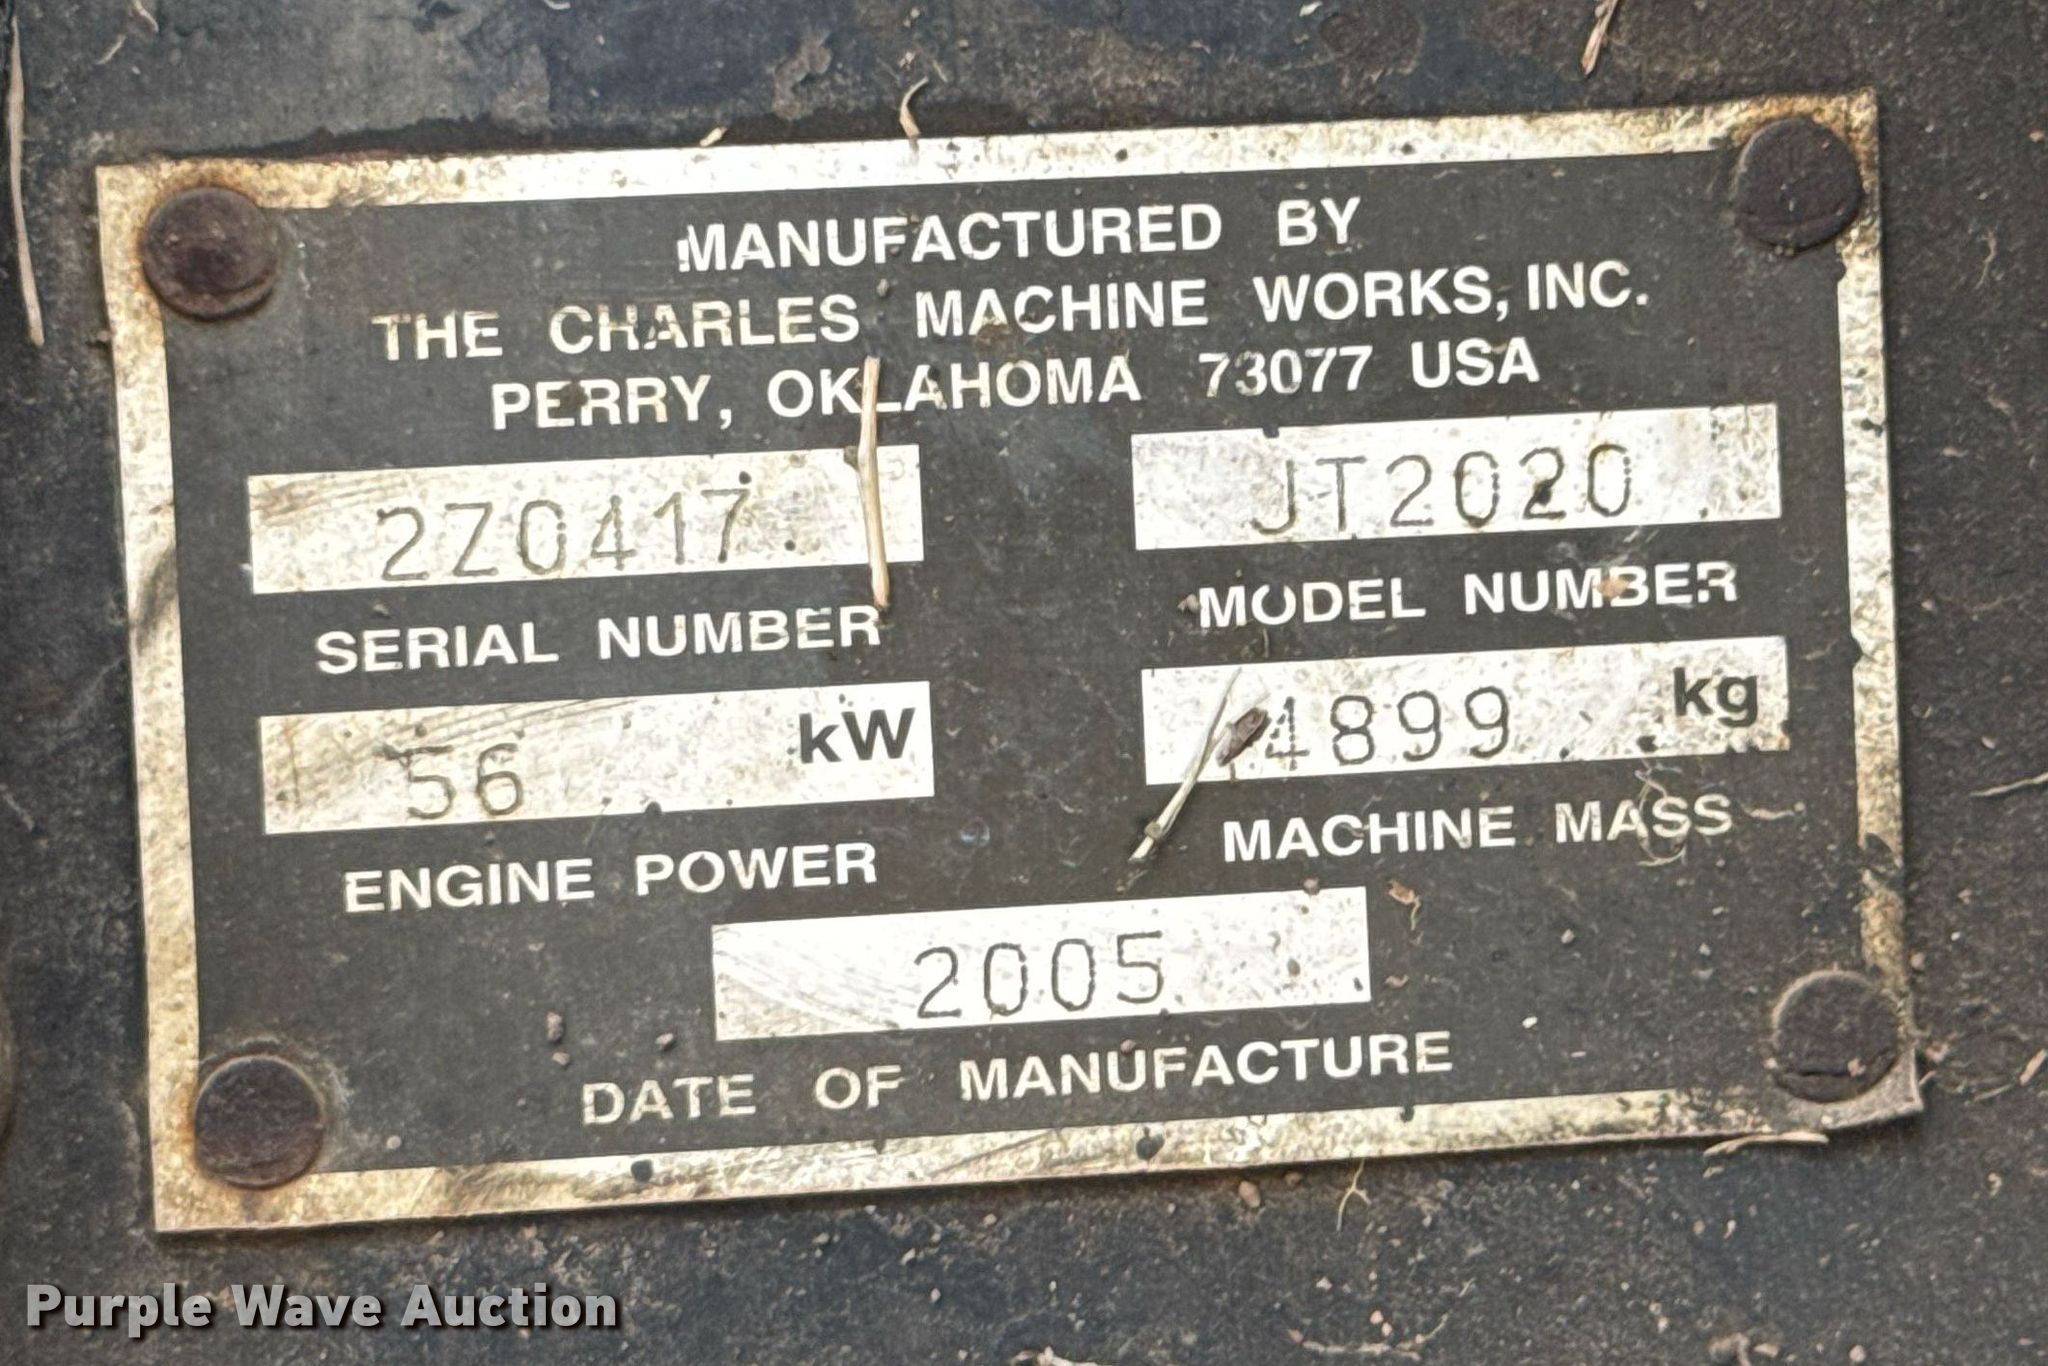 MANUFACTURED BY
THE CHARLES MACHINE WORKS, INC.
PERRY, OKLAHOMA 73077 USA
2Z0417 JT2020
SERIAL NUMBER MODEL NUMBER
56 kW 4899 kg
ENGINE POWER MACHINE MASS
2005
DATE OF MANUFACTURE
Purple Wave Auction